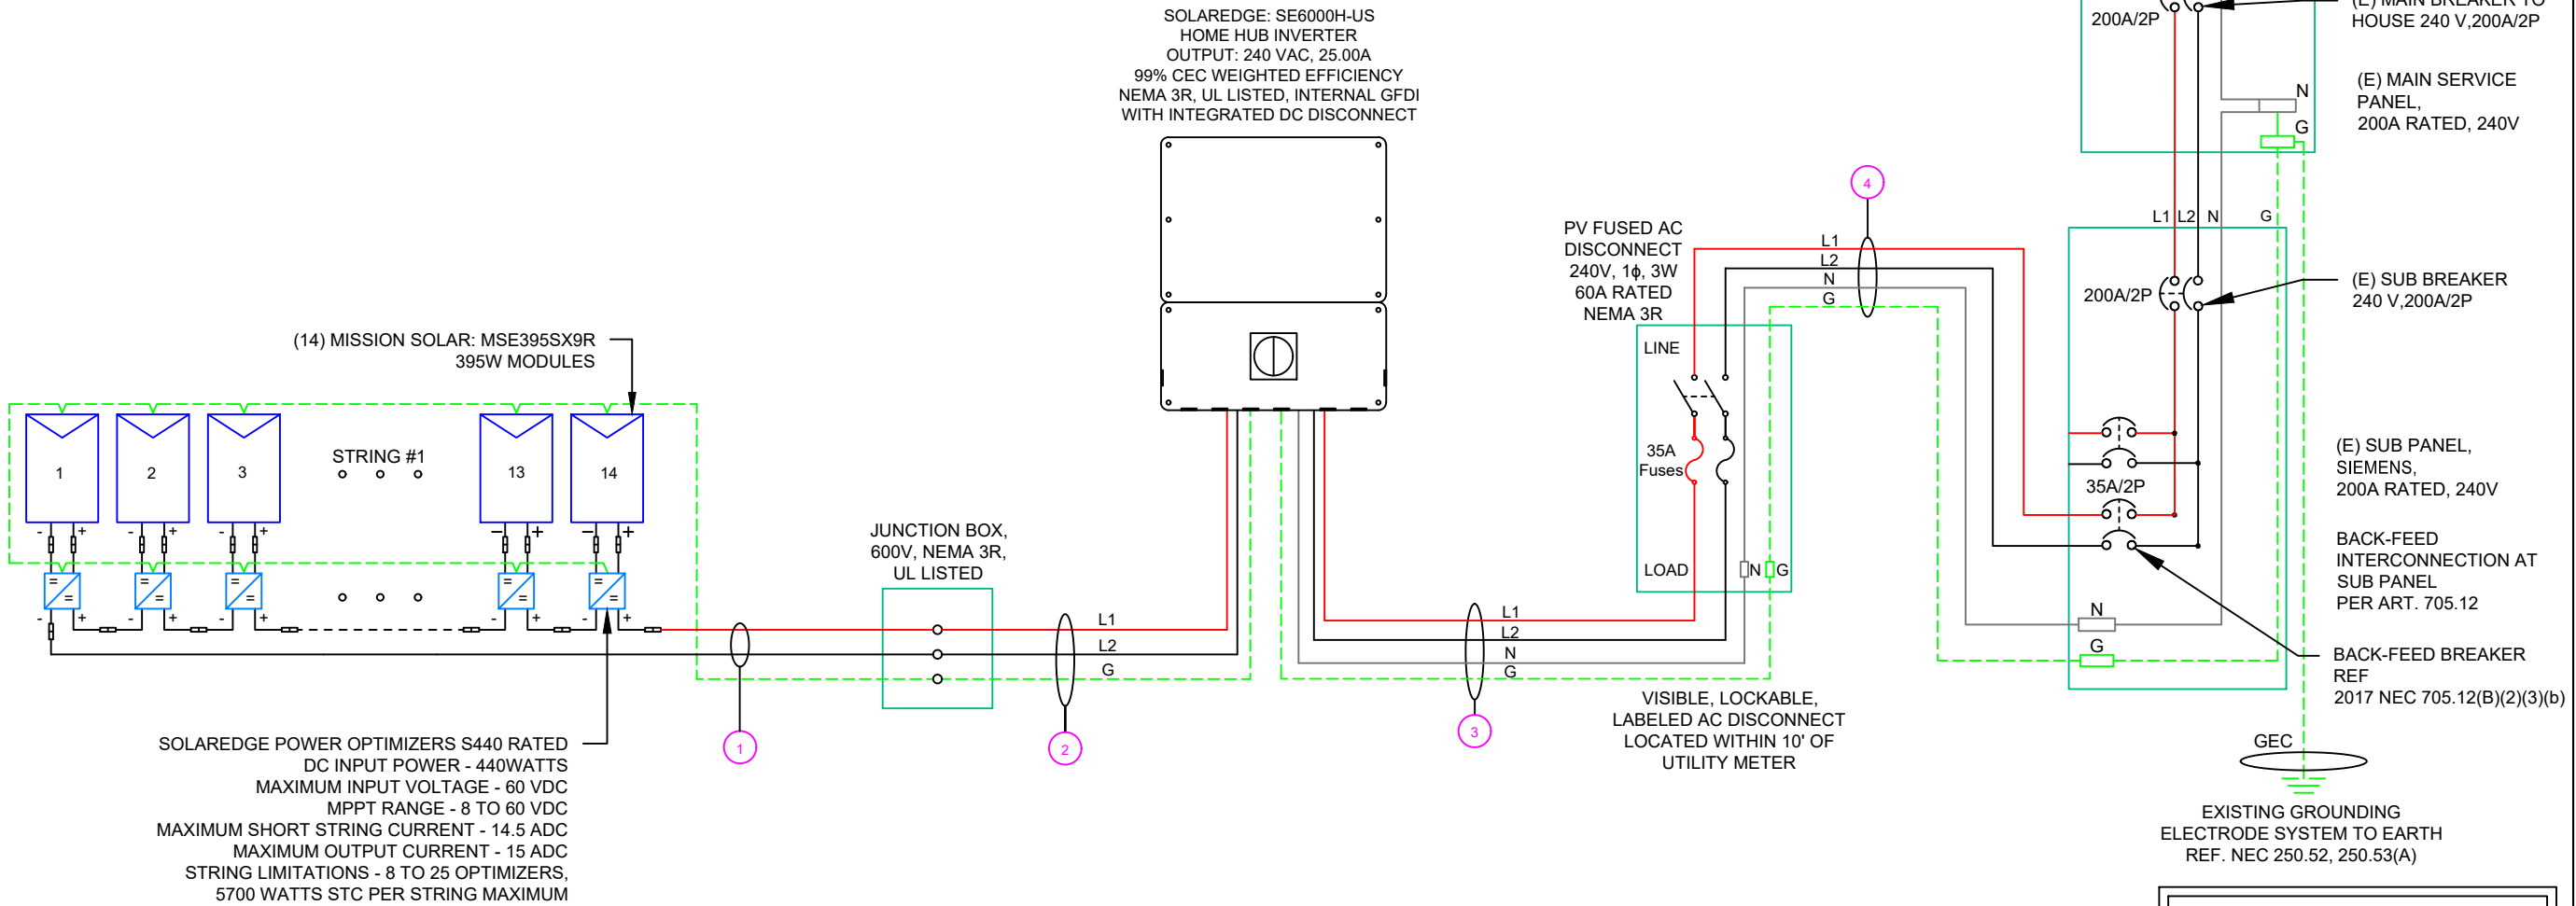 SOLAREDGE: SE6000H-US
HOME HUB INVERTER
OUTPUT: 240 VAC, 25.00A
99% CEC WEIGHTED EFFICIENCY
NEMA 3R, UL LISTED, INTERNAL GFDI
WITH INTEGRATED DC DISCONNECT
200A/2P
(E) MAIN BREAKER TO
HOUSE 240 V,200A/2P
(E) MAIN SERVICE
PANEL,
200A RATED, 240V
N
G
4
L1 L2 N G
PV FUSED AC
DISCONNECT
240V, 1ϕ, 3W
60A RATED
NEMA 3R
L1
L2
N
G
200A/2P
(E) SUB BREAKER
240 V,200A/2P
LINE
35A
Fuses
LOAD
N G
(14) MISSION SOLAR: MSE395SX9R
395W MODULES
1
2
3
STRING #1
13
14
- + - + - + - + - +
= = = = =
= = = = =
- + - + - + - + - +
JUNCTION BOX,
600V, NEMA 3R,
UL LISTED
L1
L2
G
L1
L2
N
G
35A/2P
(E) SUB PANEL,
SIEMENS,
200A RATED, 240V
BACK-FEED
INTERCONNECTION AT
SUB PANEL
PER ART. 705.12
N
G
BACK-FEED BREAKER
REF
2017 NEC 705.12(B)(2)(3)(b)
1
2
3
VISIBLE, LOCKABLE,
LABELED AC DISCONNECT
LOCATED WITHIN 10' OF
UTILITY METER
SOLAREDGE POWER OPTIMIZERS S440 RATED
DC INPUT POWER - 440WATTS
MAXIMUM INPUT VOLTAGE - 60 VDC
MPPT RANGE - 8 TO 60 VDC
MAXIMUM SHORT STRING CURRENT - 14.5 ADC
MAXIMUM OUTPUT CURRENT - 15 ADC
STRING LIMITATIONS - 8 TO 25 OPTIMIZERS,
5700 WATTS STC PER STRING MAXIMUM
GEC
EXISTING GROUNDING
ELECTRODE SYSTEM TO EARTH
REF. NEC 250.52, 250.53(A)